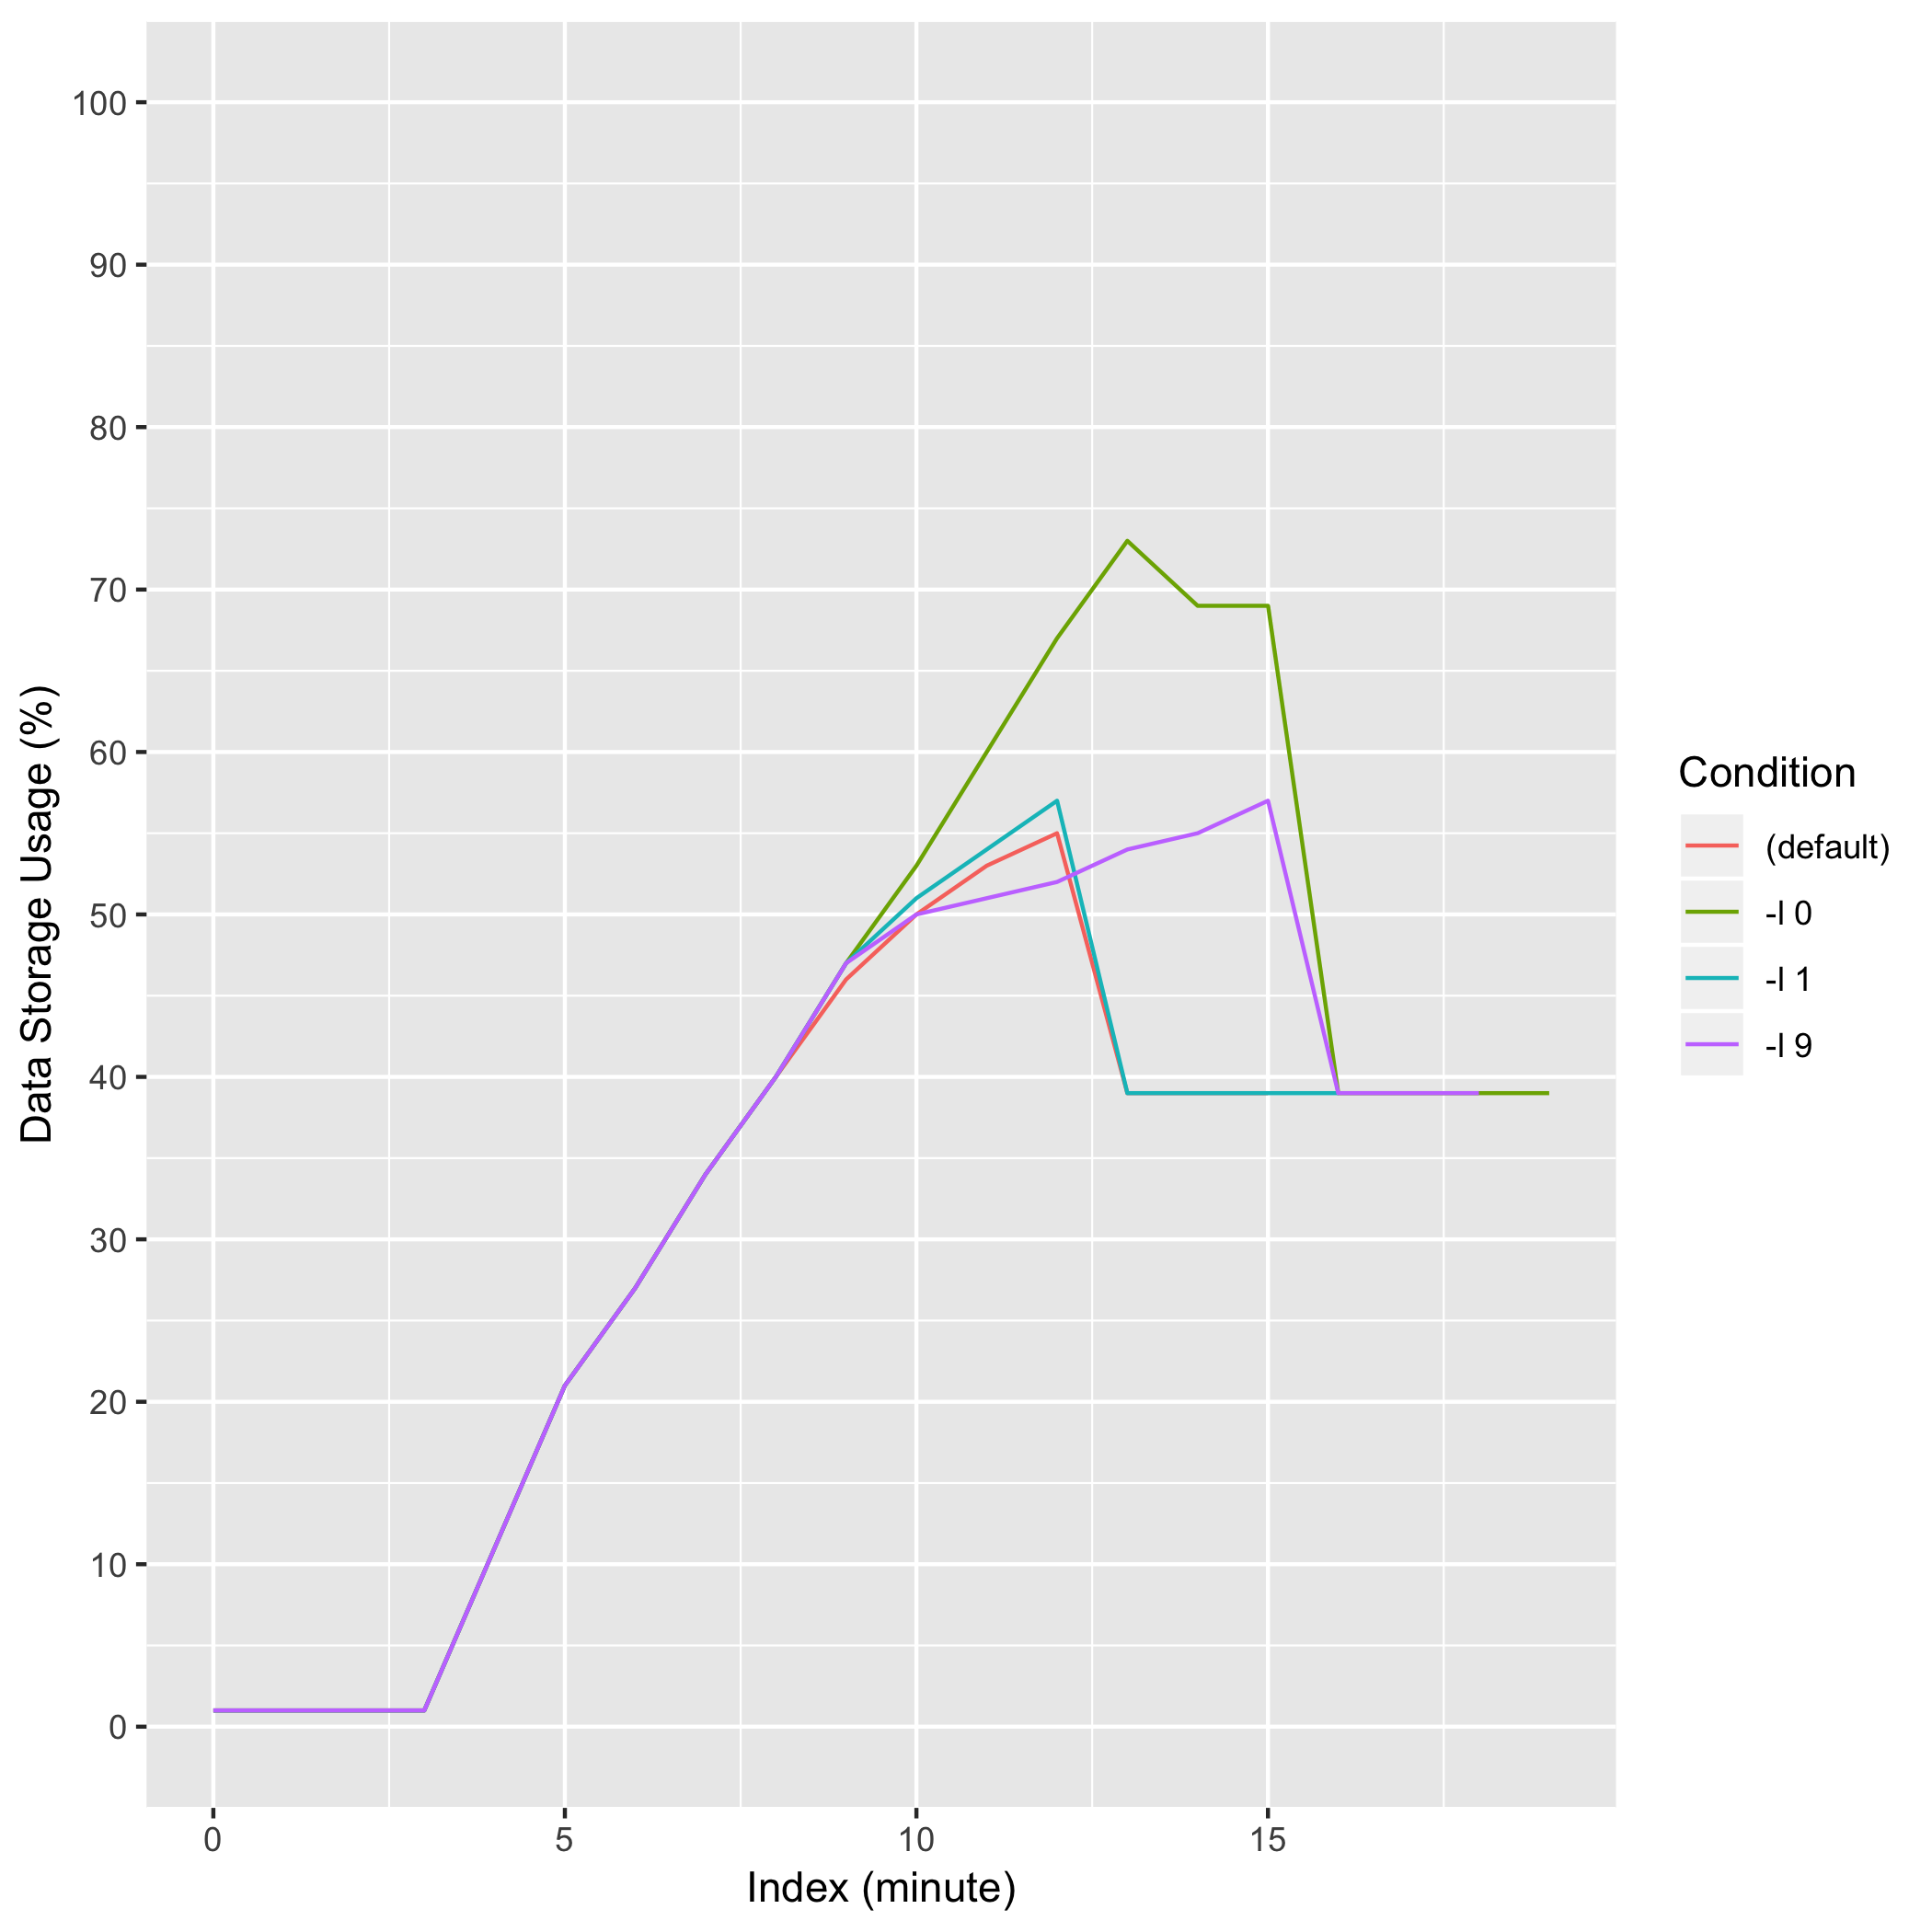 100
90
80
70
60
50
40
30
20
10
0
Data Storage Usage (%)
0 5 10 15
Index (minute)
Condition
(default)
-l 0
-l 1
-l 9